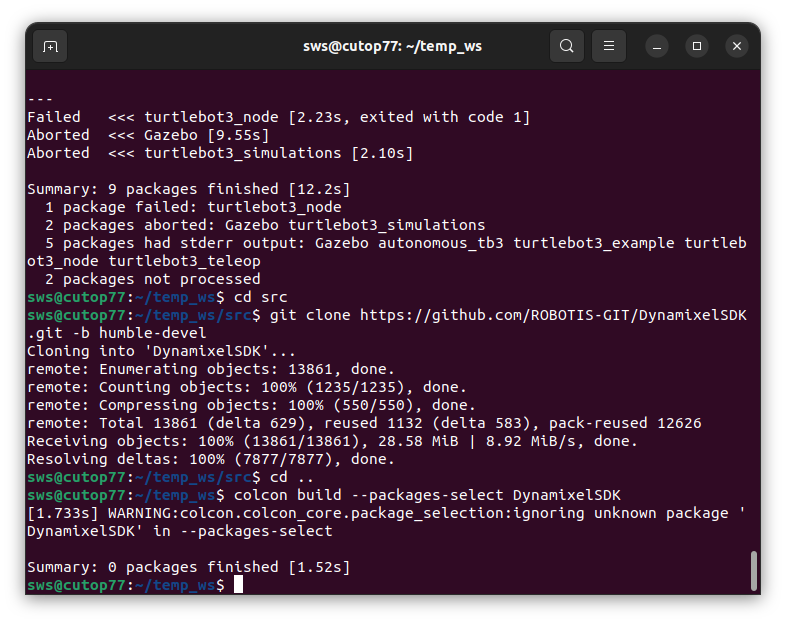 sws@cutop77: ~/temp_ws
---
Failed   <<< turtlebot3_node [2.23s, exited with code 1]
Aborted  <<< Gazebo [9.55s]
Aborted  <<< turtlebot3_simulations [2.10s]
Summary: 9 packages finished [12.2s]
  1 package failed: turtlebot3_node
  2 packages aborted: Gazebo turtlebot3_simulations
  5 packages had stderr output: Gazebo autonomous_tb3 turtlebot3_example turtleb
ot3_node turtlebot3_teleop
  2 packages not processed
sws@cutop77:~/temp_ws$ cd src
sws@cutop77:~/temp_ws/src$ git clone https://github.com/ROBOTIS-GIT/DynamixelSDK
.git -b humble-devel
Cloning into 'DynamixelSDK'...
remote: Enumerating objects: 13861, done.
remote: Counting objects: 100% (1235/1235), done.
remote: Compressing objects: 100% (550/550), done.
remote: Total 13861 (delta 629), reused 1132 (delta 583), pack-reused 12626
Receiving objects: 100% (13861/13861), 28.58 MiB | 8.92 MiB/s, done.
Resolving deltas: 100% (7877/7877), done.
sws@cutop77:~/temp_ws/src$ cd ..
sws@cutop77:~/temp_ws$ colcon build --packages-select DynamixelSDK
[1.733s] WARNING:colcon.colcon_core.package_selection:ignoring unknown package '
DynamixelSDK' in --packages-select
Summary: 0 packages finished [1.52s]
sws@cutop77:~/temp_ws$